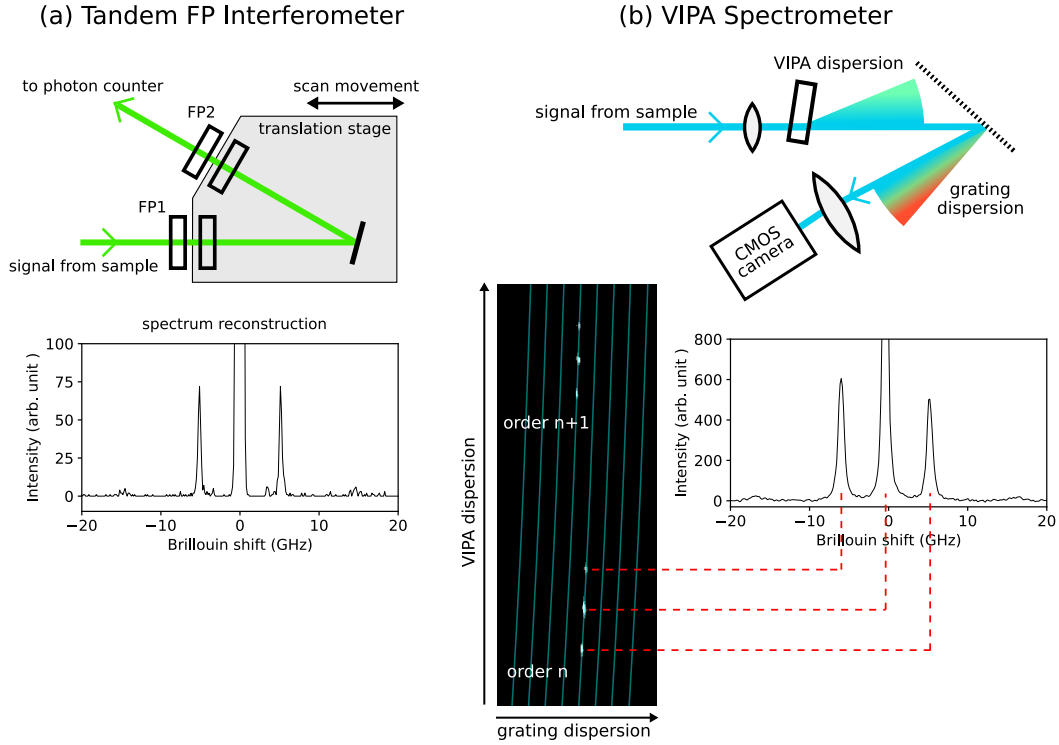 (a) Tandem FP Interferometer
to photon counter
scan movement
FP2
translation stage
FP1
signal from sample
spectrum reconstruction
100
75
50
25
0
Intensity (arb. unit )
−20
−10
0
10
20
Brillouin shift (GHz)
(b) VIPA Spectrometer
VIPA dispersion
signal from sample
grating
dispersion
CMOS
camera
VIPA dispersion
order n+1
order n
grating dispersion
800
600
400
200
0
Intensity (arb. unit )
−20
−10
0
10
20
Brillouin shift (GHz)